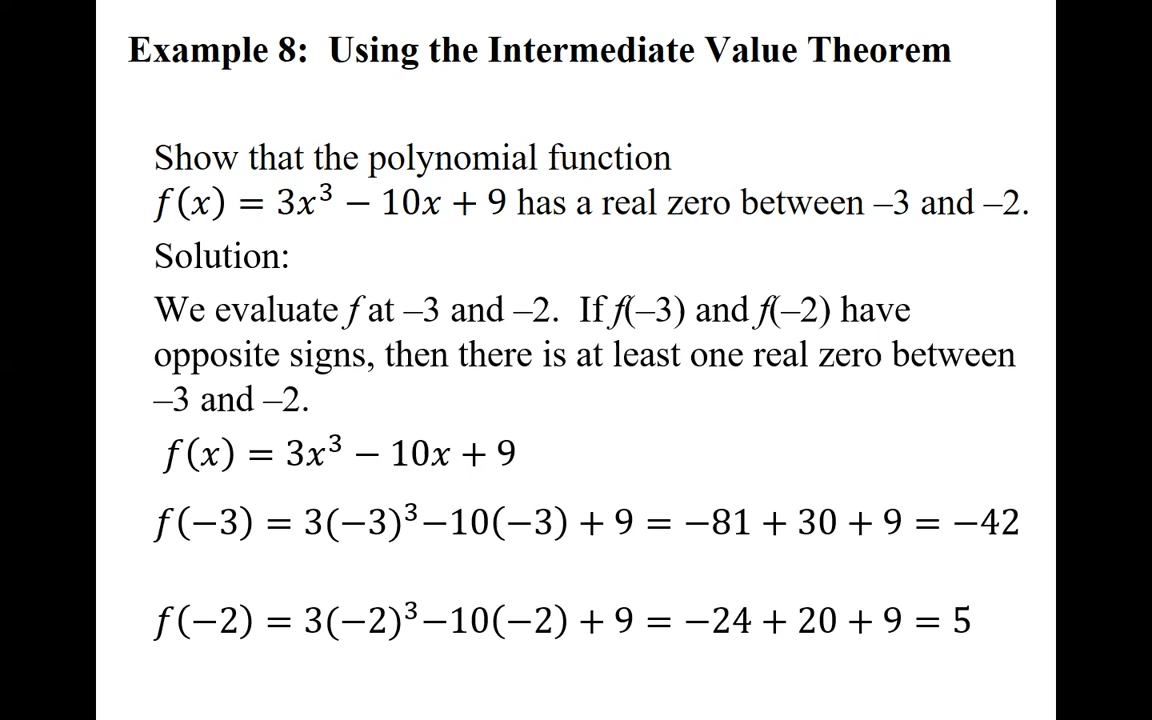 Example 8:  Using the Intermediate Value Theorem
Show that the polynomial function
f(x) = 3x³ − 10x + 9 has a real zero between –3 and –2.
Solution:
We evaluate f at –3 and –2.  If f(–3) and f(–2) have
opposite signs, then there is at least one real zero between
–3 and –2.
f(x) = 3x³ − 10x + 9
f(−3) = 3(−3)³−10(−3) + 9 = −81 + 30 + 9 = −42
f(−2) = 3(−2)³−10(−2) + 9 = −24 + 20 + 9 = 5